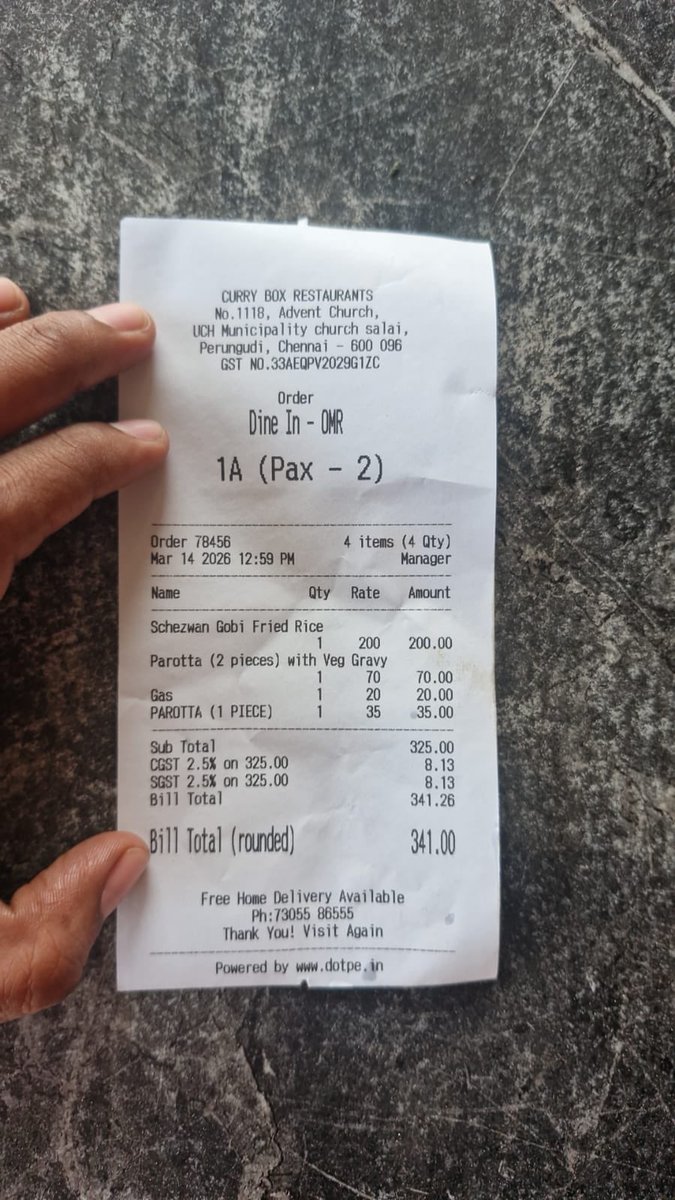 CURRY BOX RESTAURANTS
No.1118, Advent Church,
UCH Municipality church salai,
Perungudi, Chennai - 600 096
GST NO.33AEQPV2029G1ZC
Order
Dine In - OMR
1A (Pax - 2)
Order 78456 4 items (4 Qty)
Mar 14 2026 12:59 PM Manager
Name Qty Rate Amount
Schezwan Gobi Fried Rice
1 200 200.00
Parotta (2 pieces) with Veg Gravy
1 70 70.00
Gas 1 20 20.00
PAROTTA (1 PIECE) 1 35 35.00
Sub Total 325.00
CGST 2.5% on 325.00 8.13
SGST 2.5% on 325.00 8.13
Bill Total 341.26
Bill Total (rounded) 341.00
Free Home Delivery Available
Ph:73055 86555
Thank You! Visit Again
Powered by www.dotpe.in